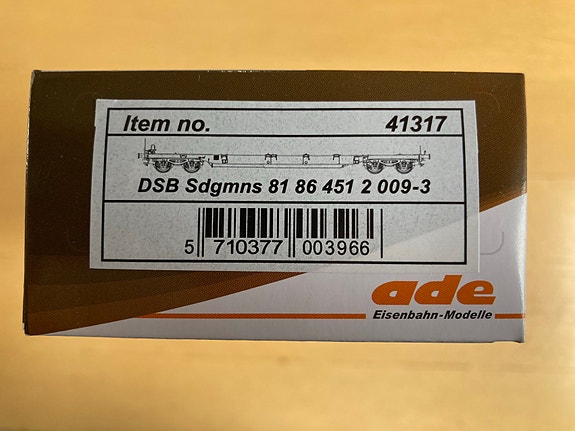 Item no. 41317
DSB Sdgmns 81 86 451 2 009-3
5 710377 003966
ade
Eisenbahn-Modelle